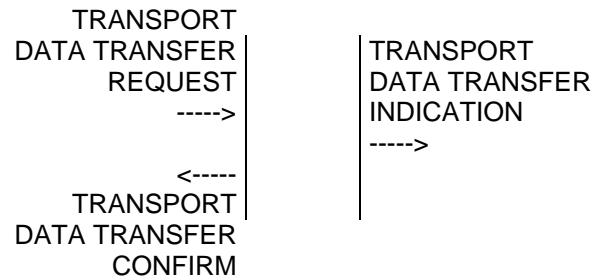 TRANSPORT
DATA TRANSFER
REQUEST
----->
<-----
TRANSPORT
DATA TRANSFER
CONFIRM
TRANSPORT
DATA TRANSFER
INDICATION
----->